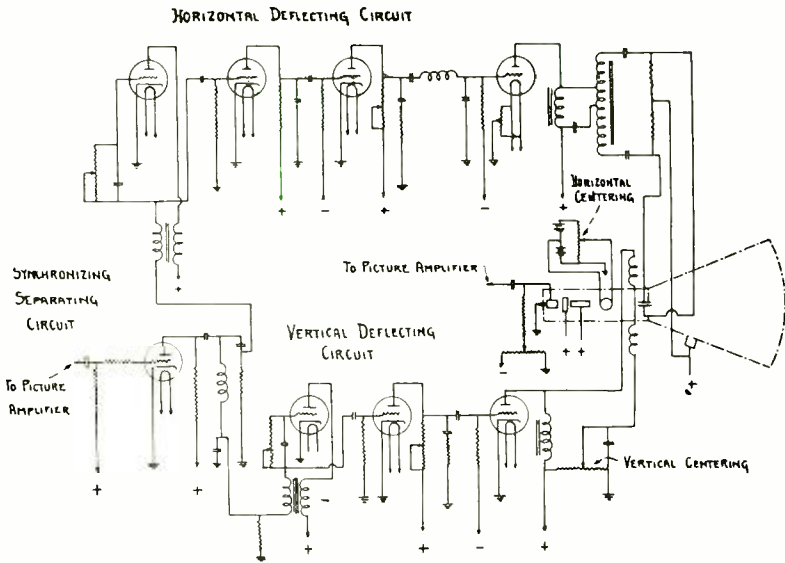 HORIZONTAL DEFLECTING CIRCUIT
+
-
+
-
+
HORIZONTAL
CENTERING
SYNCHRONIZING
SEPARATING
CIRCUIT
+
TO PICTURE AMPLIFIER
VERTICAL DEFLECTING
CIRCUIT
TO PICTURE
AMPLIFIER
-
+ +
+
VERTICAL CENTERING
+
+
-
+
+
-
+